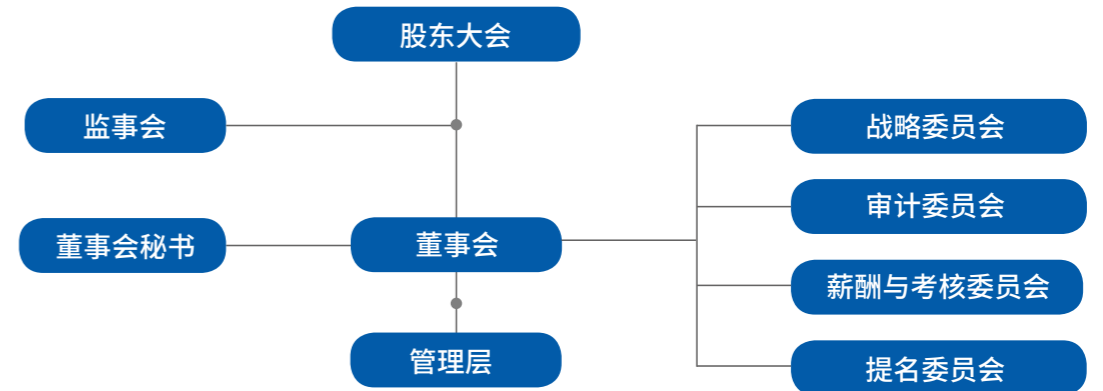 股东大会
监事会
战略委员会
审计委员会
董事会秘书
董事会
薪酬与考核委员会
管理层
提名委员会